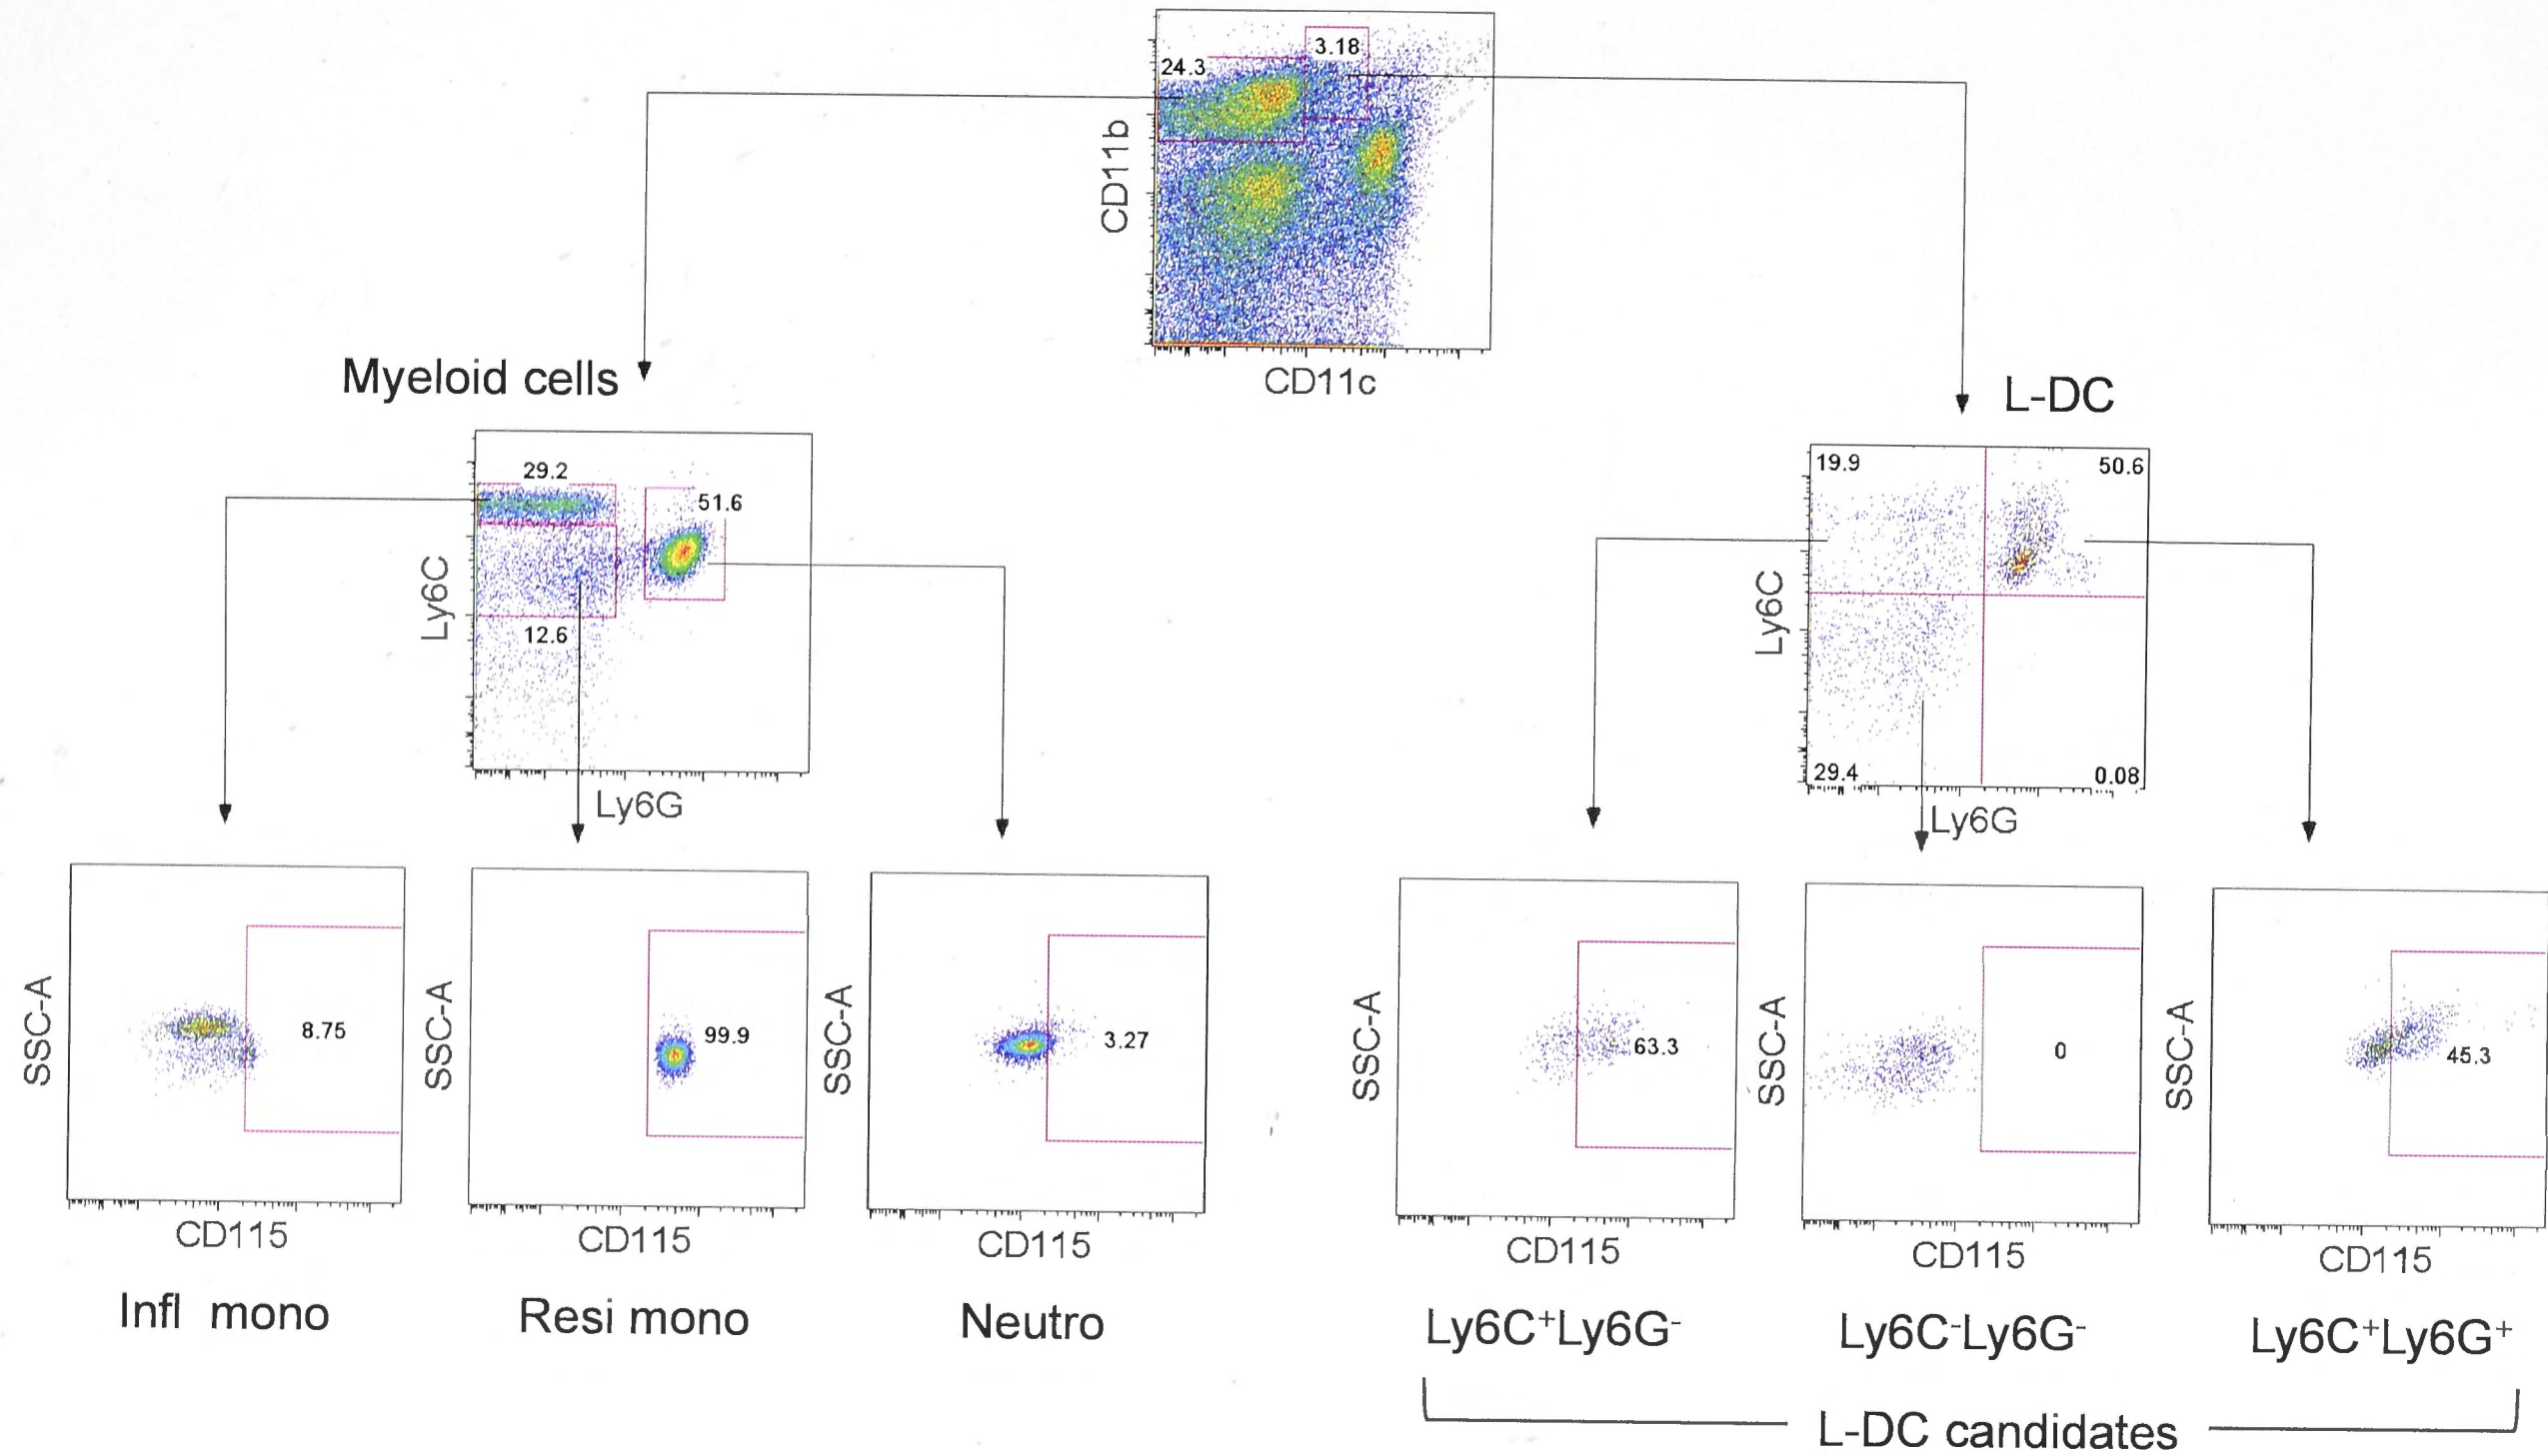 3.18
24.3
CD11b
CD11c
Myeloid cells
L-DC
29.2
51.6
12.6
Ly6C
Ly6G
19.9
50.6
29.4
0.08
Ly6C
Ly6G
SSC-A
8.75
CD115
SSC-A
99.9
CD115
SSC-A
3.27
CD115
SSC-A
63.3
CD115
SSC-A
0
CD115
SSC-A
45.3
CD115
Infl mono
Resi mono
Neutro
Ly6C⁺Ly6G⁻
Ly6C⁻Ly6G⁻
Ly6C⁺Ly6G⁺
L-DC candidates